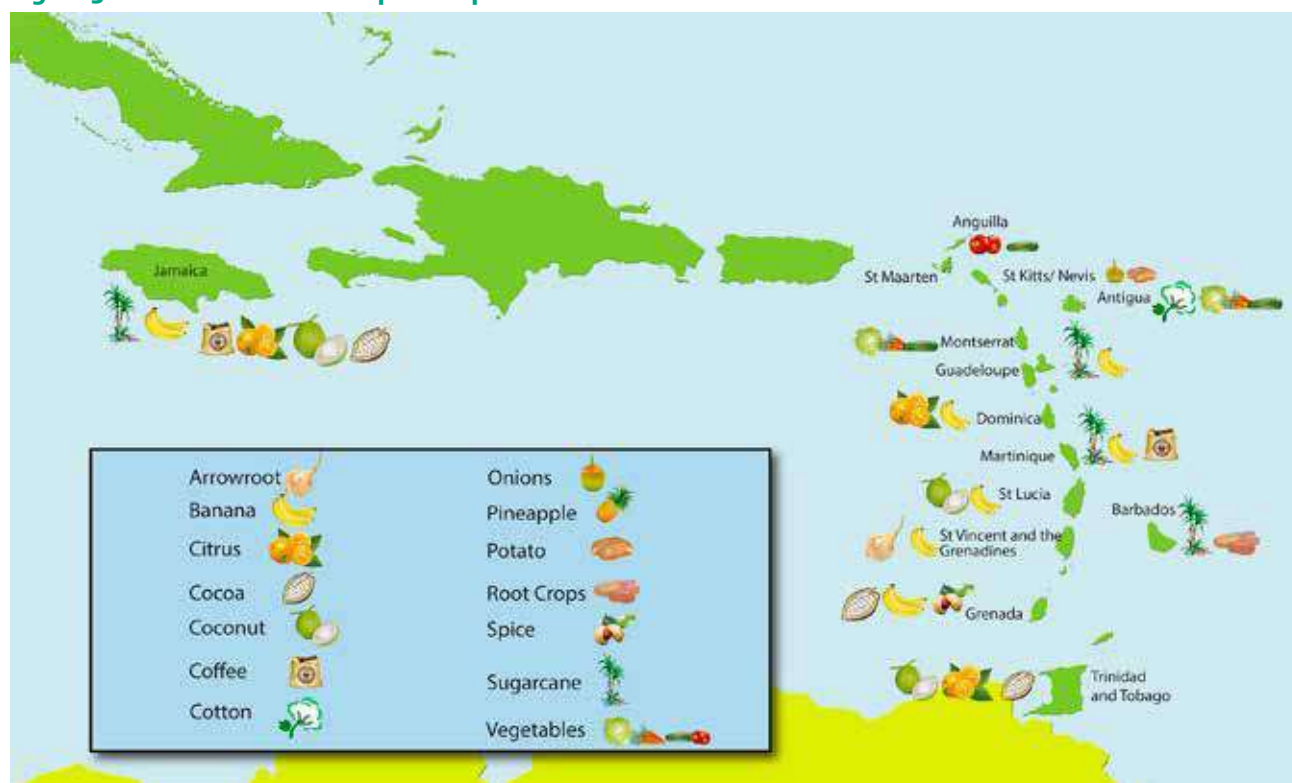 Jamaica
Anguilla
St Maarten
St Kitts/ Nevis
Antigua
Montserrat
Guadeloupe
Dominica
Martinique
St Lucia
Barbados
St Vincent and the
Grenadines
Grenada
Trinidad
and Tobago
Arrowroot
Banana
Citrus
Cocoa
Coconut
Coffee
Cotton
Onions
Pineapple
Potato
Root Crops
Spice
Sugarcane
Vegetables